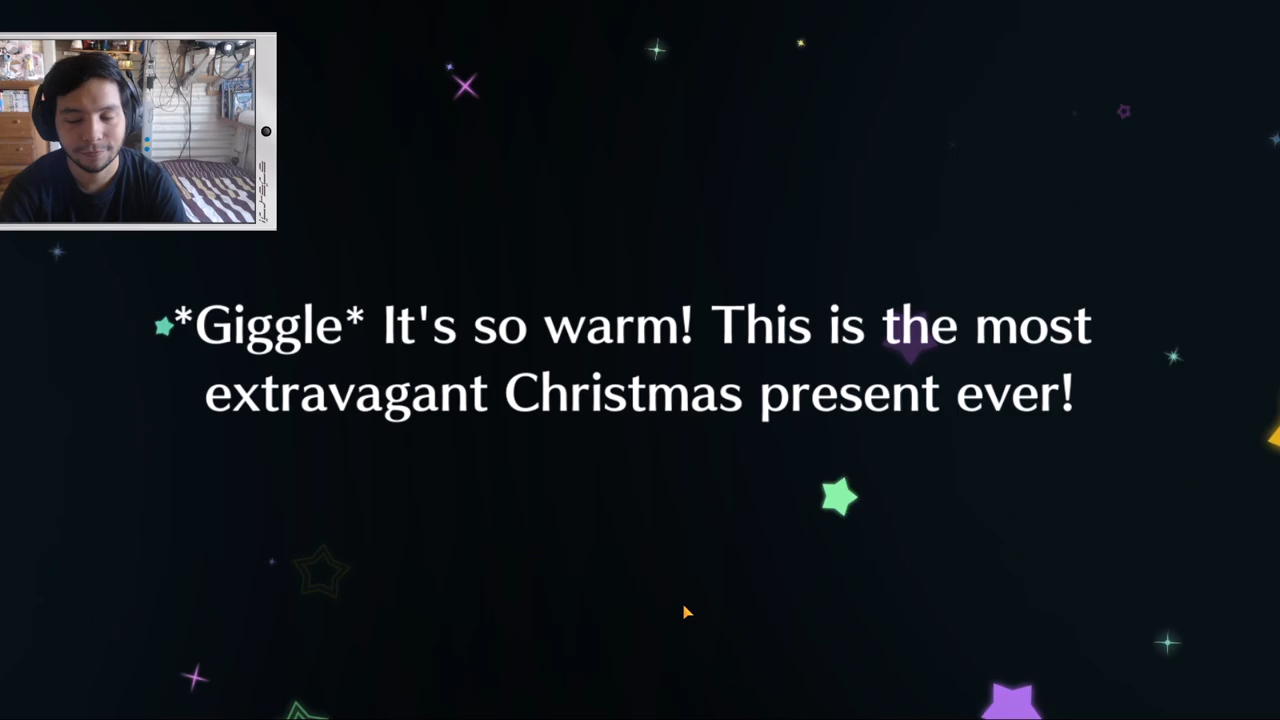 *Giggle* It's so warm! This is the most
extravagant Christmas present ever!